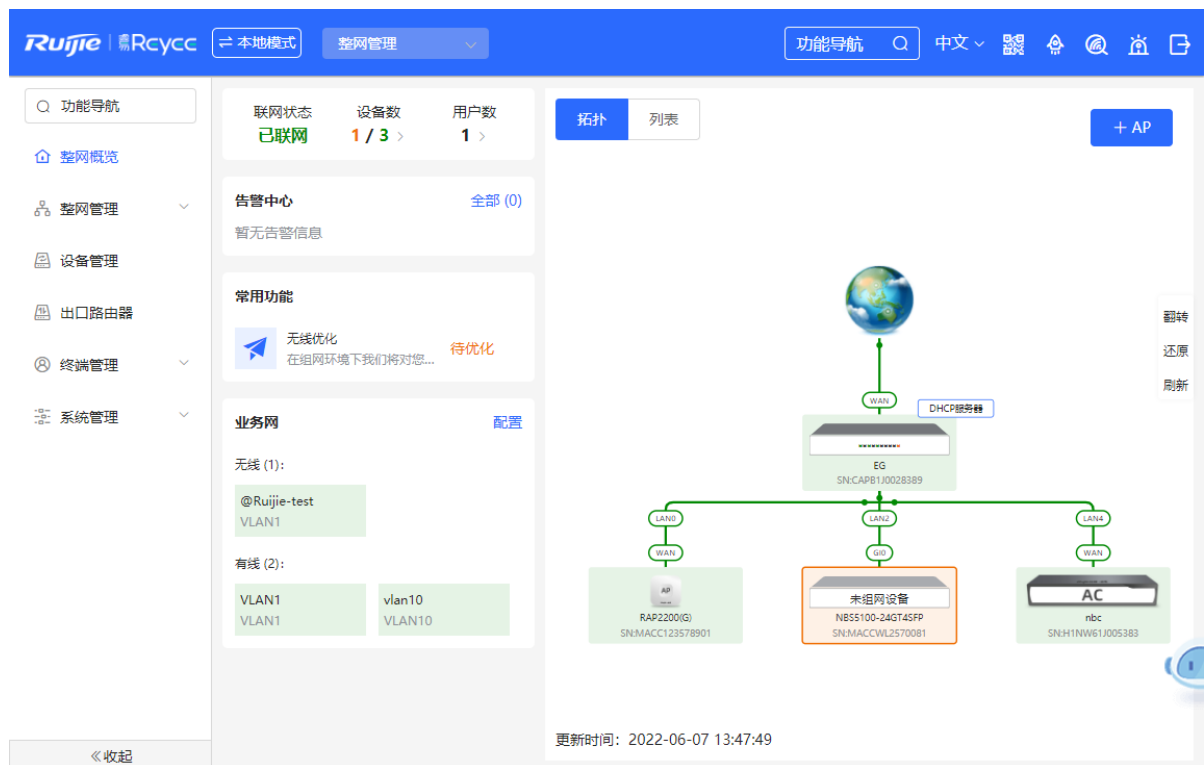 Ruijie Rcycc 本地模式 整网管理 功能导航 中文
功能导航
整网概览
整网管理
设备管理
出口路由器
终端管理
系统管理
《收起
联网状态 设备数 用户数
已联网 1 / 3 > 1 >
告警中心 全部 (0)
暂无告警信息
常用功能
无线优化
在组网环境下我们将对您...
待优化
业务网 配置
无线 (1):
@Ruijie-test
VLAN1
有线 (2):
VLAN1 vlan10
VLAN1 VLAN10
拓扑 列表
+ AP
翻转
还原
刷新
WAN
DHCP服务器
EG
SN:CAPB1J0028389
LAN0 LAN2 LAN4
WAN GI0 WAN
AP
RAP2200(G)
SN:MACC123578901
未组网设备
NBS5100-24GT4SFP
SN:MACCWL2570081
AC
nbc
SN:H1NW61J005383
更新时间：2022-06-07 13:47:49